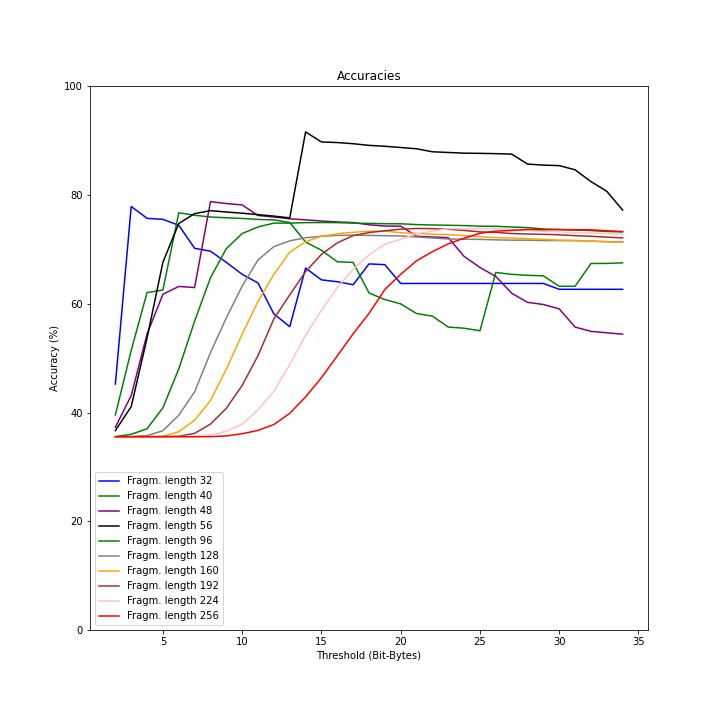 Accuracies
100
80
60
40
20
0
Accuracy (%)
Fragm. length 32
Fragm. length 40
Fragm. length 48
Fragm. length 56
Fragm. length 96
Fragm. length 128
Fragm. length 160
Fragm. length 192
Fragm. length 224
Fragm. length 256
5 10 15 20 25 30 35
Threshold (Bit-Bytes)